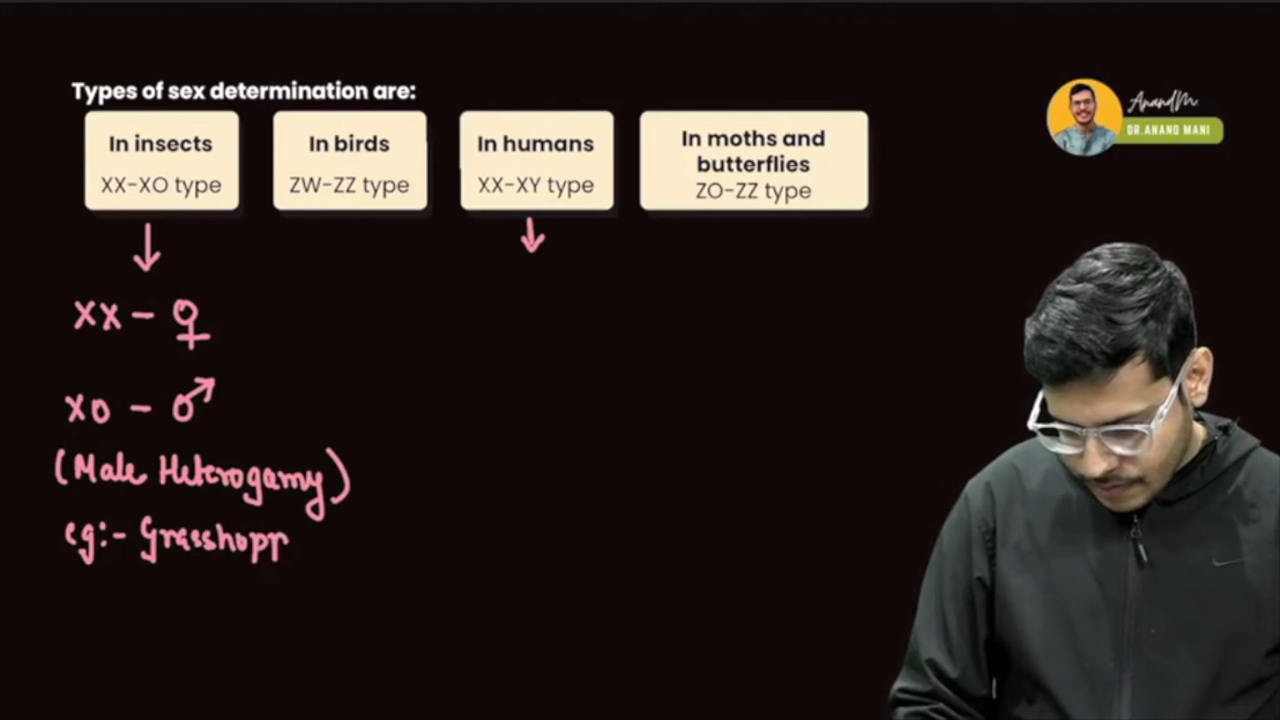 Types of sex determination are:
In insects
XX-XO type
In birds
ZW-ZZ type
In humans
XX-XY type
In moths and
butterflies
ZO-ZZ type
AnandM.
DR.ANAND MANI
XX - ♀
XO - ♂
(Male Heterogamy)
eg:- Grasshopp